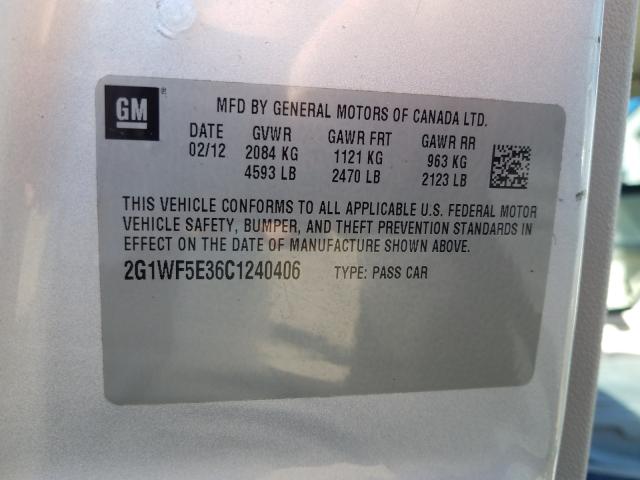 GM
MFD BY GENERAL MOTORS OF CANADA LTD.
DATE GVWR GAWR FRT GAWR RR
02/12 2084 KG 1121 KG 963 KG
4593 LB 2470 LB 2123 LB
THIS VEHICLE CONFORMS TO ALL APPLICABLE U.S. FEDERAL MOTOR
VEHICLE SAFETY, BUMPER, AND THEFT PREVENTION STANDARDS IN
EFFECT ON THE DATE OF MANUFACTURE SHOWN ABOVE.
2G1WF5E36C1240406 TYPE: PASS CAR